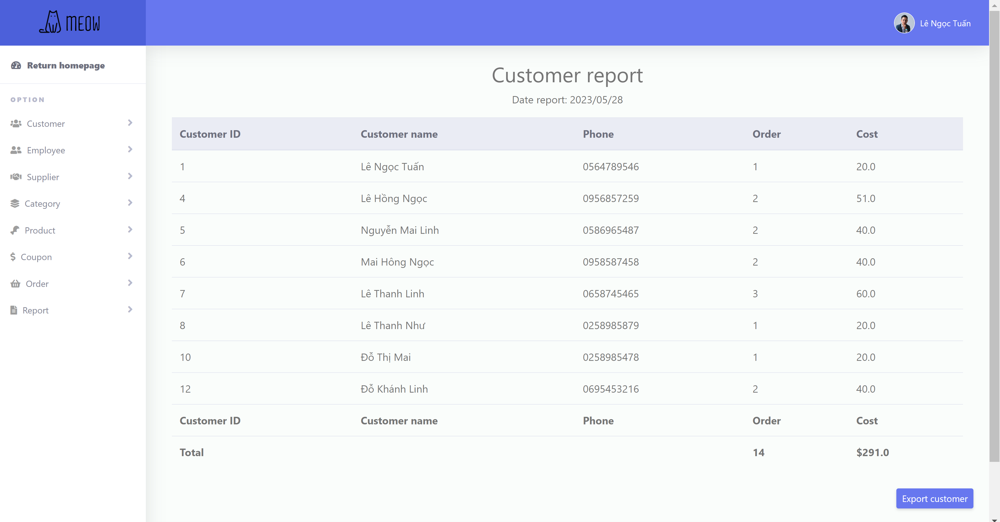 MEOW
Lê Ngọc Tuấn
Return homepage
OPTION
Customer
Employee
Supplier
Category
Product
Coupon
Order
Report
Customer report
Date report: 2023/05/28
Customer ID Customer name Phone Order Cost
1 Lê Ngọc Tuấn 0564789546 1 20.0
4 Lê Hồng Ngọc 0956857259 2 51.0
5 Nguyễn Mai Linh 0586965487 2 40.0
6 Mai Hông Ngọc 0958587458 2 40.0
7 Lê Thanh Linh 0658745465 3 60.0
8 Lê Thanh Như 0258985879 1 20.0
10 Đỗ Thị Mai 0258985478 1 20.0
12 Đỗ Khánh Linh 0695453216 2 40.0
Customer ID Customer name Phone Order Cost
Total 14 $291.0
Export customer